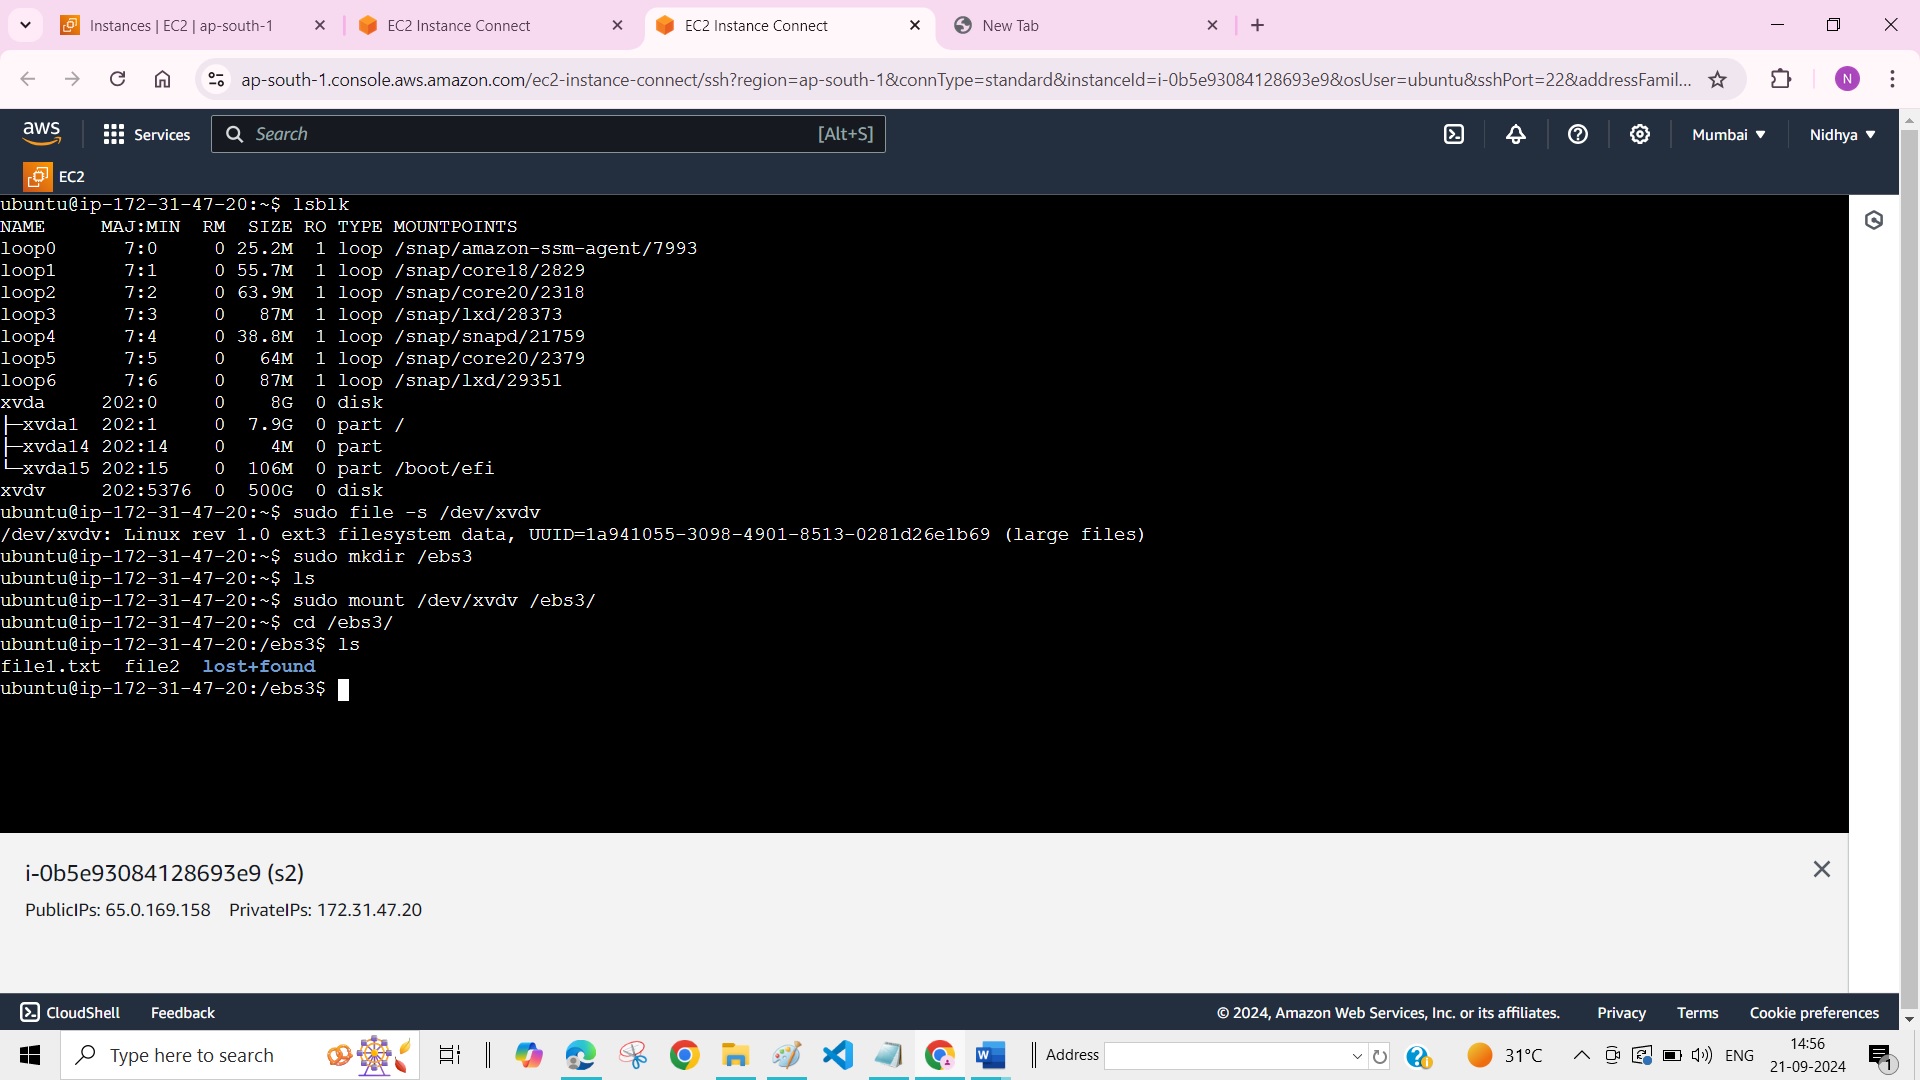 Instances | EC2 | ap-south-1
EC2 Instance Connect
EC2 Instance Connect
New Tab
ap-south-1.console.aws.amazon.com/ec2-instance-connect/ssh?region=ap-south-1&connType=standard&instanceId=i-0b5e93084128693e9&osUser=ubuntu&sshPort=22&addressFamil...
N
aws
Services
Search
[Alt+S]
Mumbai
Nidhya
EC2
ubuntu@ip-172-31-47-20:~$ lsblk
NAME     MAJ:MIN  RM   SIZE RO TYPE MOUNTPOINTS
loop0      7:0     0 25.2M  1 loop /snap/amazon-ssm-agent/7993
loop1      7:1     0 55.7M  1 loop /snap/core18/2829
loop2      7:2     0 63.9M  1 loop /snap/core20/2318
loop3      7:3     0   87M  1 loop /snap/lxd/28373
loop4      7:4     0 38.8M  1 loop /snap/snapd/21759
loop5      7:5     0   64M  1 loop /snap/core20/2379
loop6      7:6     0   87M  1 loop /snap/lxd/29351
xvda     202:0     0    8G  0 disk
├─xvda1  202:1     0  7.9G  0 part /
├─xvda14 202:14    0    4M  0 part
└─xvda15 202:15    0  106M  0 part /boot/efi
xvdv     202:5376  0  500G  0 disk
ubuntu@ip-172-31-47-20:~$ sudo file -s /dev/xvdv
/dev/xvdv: Linux rev 1.0 ext3 filesystem data, UUID=1a941055-3098-4901-8513-0281d26e1b69 (large files)
ubuntu@ip-172-31-47-20:~$ sudo mkdir /ebs3
ubuntu@ip-172-31-47-20:~$ ls
ubuntu@ip-172-31-47-20:~$ sudo mount /dev/xvdv /ebs3/
ubuntu@ip-172-31-47-20:~$ cd /ebs3/
ubuntu@ip-172-31-47-20:/ebs3$ ls
file1.txt  file2  lost+found
ubuntu@ip-172-31-47-20:/ebs3$
i-0b5e93084128693e9 (s2)
PublicIPs: 65.0.169.158   PrivateIPs: 172.31.47.20
CloudShell
Feedback
© 2024, Amazon Web Services, Inc. or its affiliates.
Privacy
Terms
Cookie preferences
Type here to search
Address
31°C
ENG
14:56
21-09-2024
1